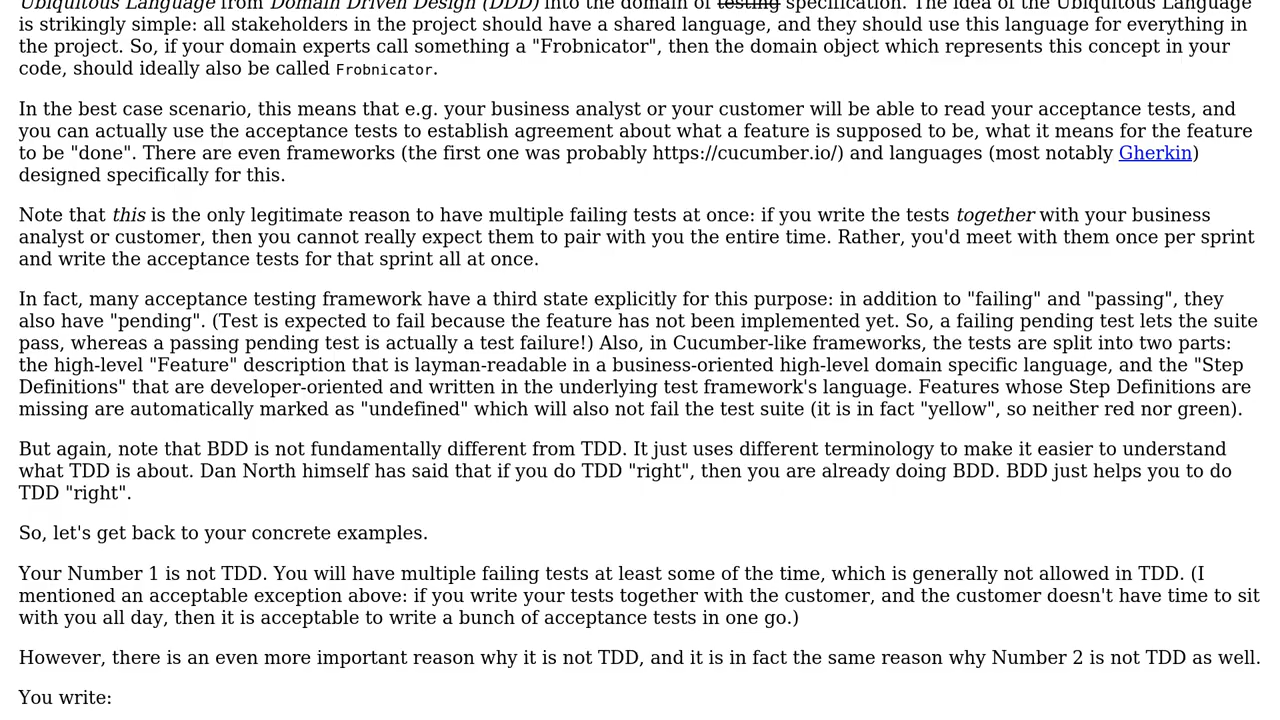 Ubiquitous Language from Domain Driven Design (DDD) into the domain of testing specification. The idea of the Ubiquitous Language
is strikingly simple: all stakeholders in the project should have a shared language, and they should use this language for everything in
the project. So, if your domain experts call something a "Frobnicator", then the domain object which represents this concept in your
code, should ideally also be called Frobnicator.
In the best case scenario, this means that e.g. your business analyst or your customer will be able to read your acceptance tests, and
you can actually use the acceptance tests to establish agreement about what a feature is supposed to be, what it means for the feature
to be "done". There are even frameworks (the first one was probably https://cucumber.io/) and languages (most notably Gherkin)
designed specifically for this.
Note that this is the only legitimate reason to have multiple failing tests at once: if you write the tests together with your business
analyst or customer, then you cannot really expect them to pair with you the entire time. Rather, you'd meet with them once per sprint
and write the acceptance tests for that sprint all at once.
In fact, many acceptance testing framework have a third state explicitly for this purpose: in addition to "failing" and "passing", they
also have "pending". (Test is expected to fail because the feature has not been implemented yet. So, a failing pending test lets the suite
pass, whereas a passing pending test is actually a test failure!) Also, in Cucumber-like frameworks, the tests are split into two parts:
the high-level "Feature" description that is layman-readable in a business-oriented high-level domain specific language, and the "Step
Definitions" that are developer-oriented and written in the underlying test framework's language. Features whose Step Definitions are
missing are automatically marked as "undefined" which will also not fail the test suite (it is in fact "yellow", so neither red nor green).
But again, note that BDD is not fundamentally different from TDD. It just uses different terminology to make it easier to understand
what TDD is about. Dan North himself has said that if you do TDD "right", then you are already doing BDD. BDD just helps you to do
TDD "right".
So, let's get back to your concrete examples.
Your Number 1 is not TDD. You will have multiple failing tests at least some of the time, which is generally not allowed in TDD. (I
mentioned an acceptable exception above: if you write your tests together with the customer, and the customer doesn't have time to sit
with you all day, then it is acceptable to write a bunch of acceptance tests in one go.)
However, there is an even more important reason why it is not TDD, and it is in fact the same reason why Number 2 is not TDD as well.
You write: